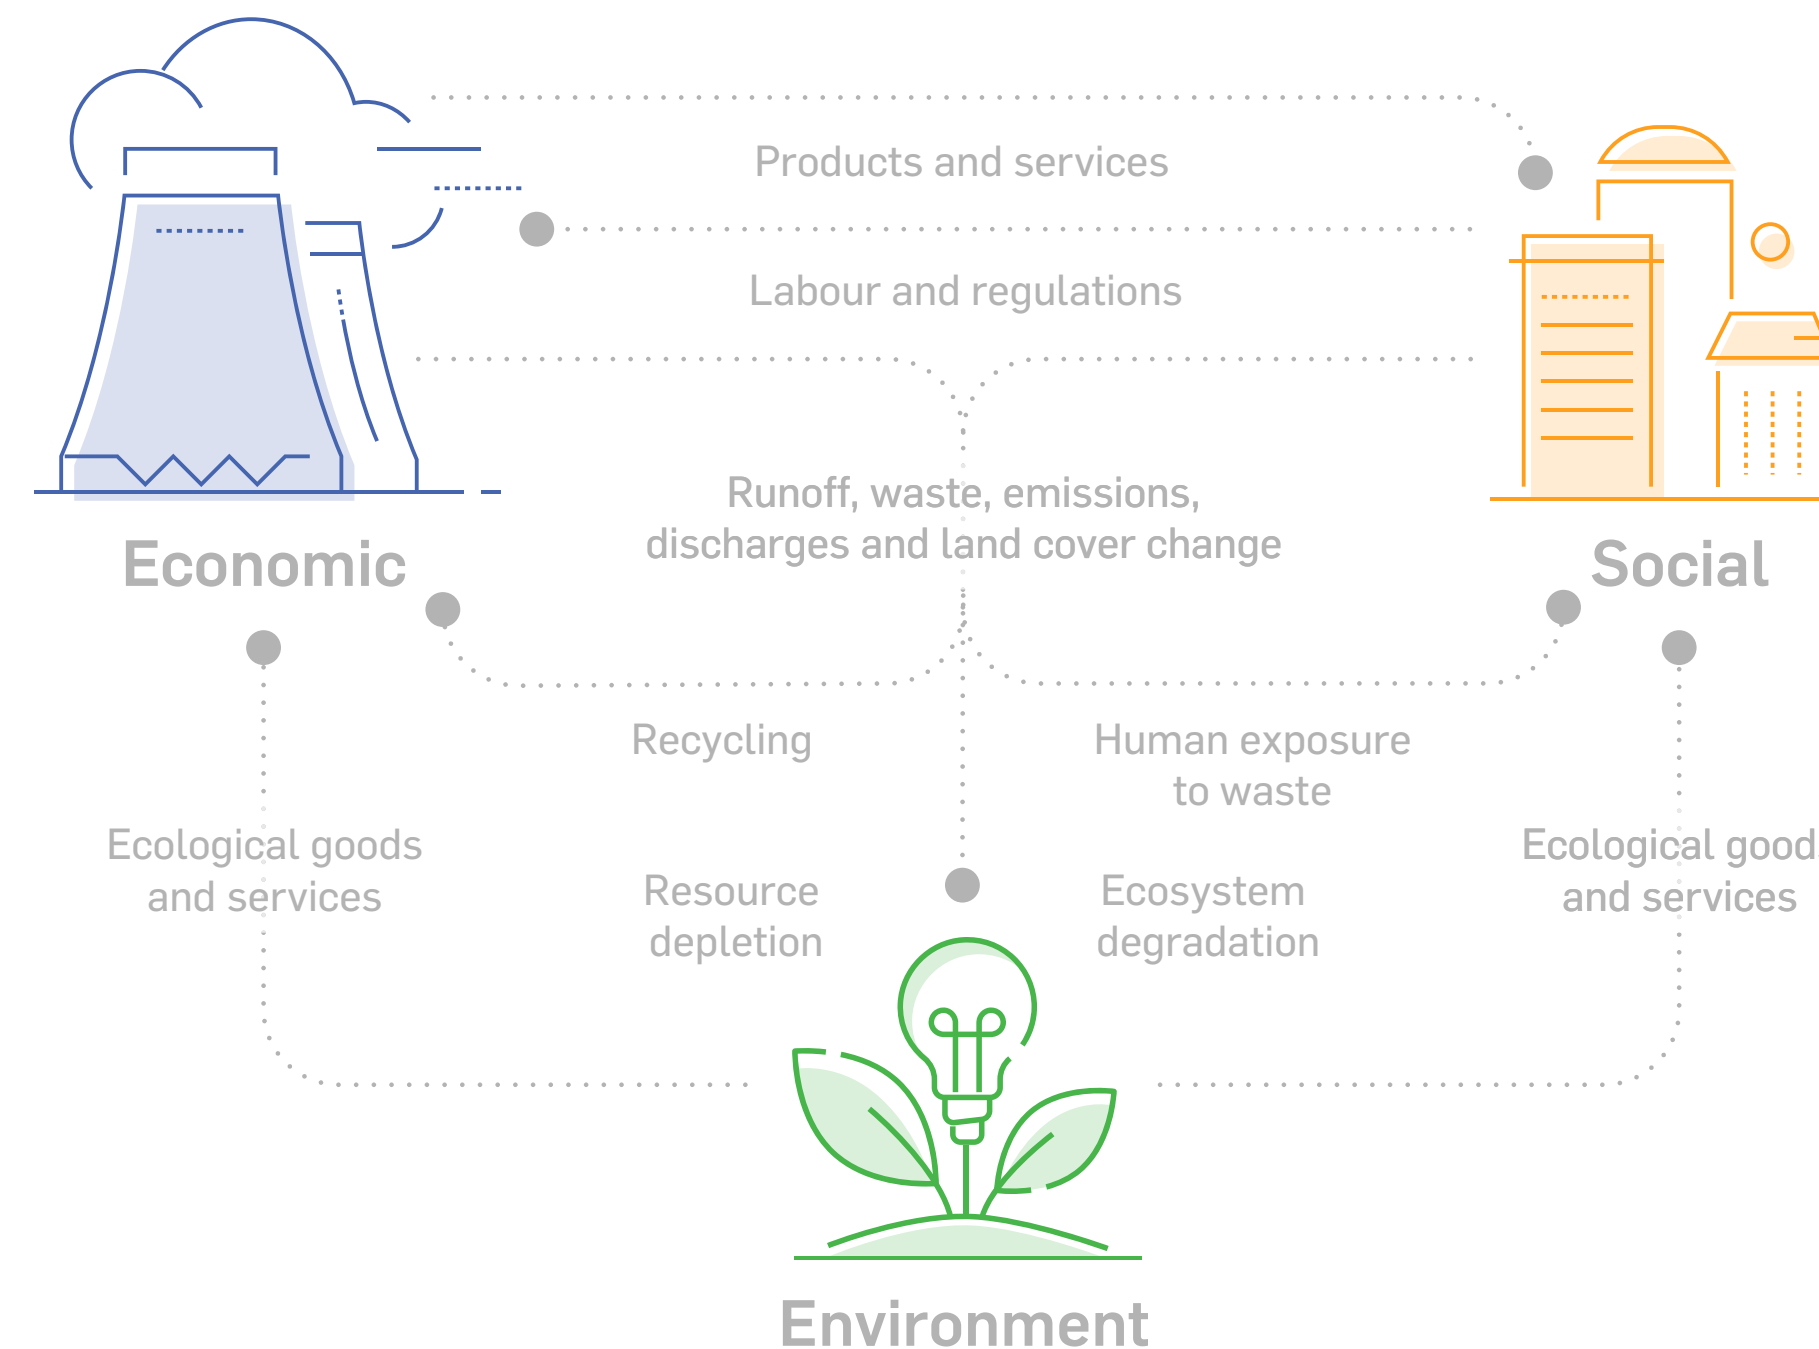 Products and services
Labour and regulations
Runoff, waste, emissions,
discharges and land cover change
Economic
Social
Recycling
Human exposure
to waste
Ecological goods
and services
Resource
depletion
Ecosystem
degradation
Ecological good
and services
Environment